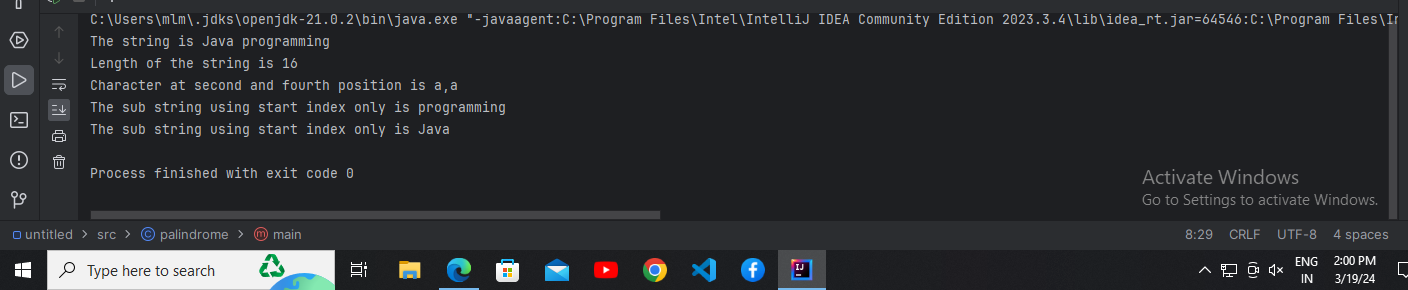 C:\Users\mlm\.jdks\openjdk-21.0.2\bin\java.exe "-javaagent:C:\Program Files\Intel\IntelliJ IDEA Community Edition 2023.3.4\lib\idea_rt.jar=64546:C:\Program Files\
The string is Java programming
Length of the string is 16
Character at second and fourth position is a,a
The sub string using start index only is programming
The sub string using start index only is Java
Process finished with exit code 0
Activate Windows
Go to Settings to activate Windows.
untitled > src > palindrome > main 8:29 CRLF UTF-8 4 spaces
Type here to search
ENG
IN
2:00 PM
3/19/24